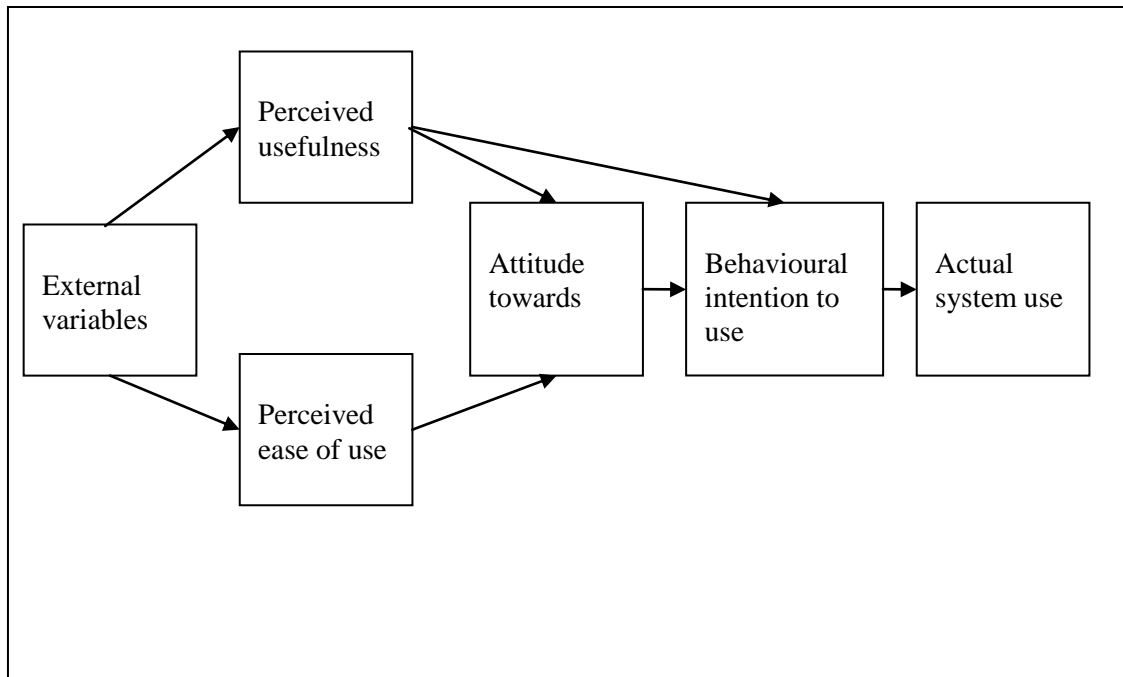 Perceived
usefulness
External
variables
Perceived
ease of use
Attitude
towards
Behavioural
intention to
use
Actual
system use